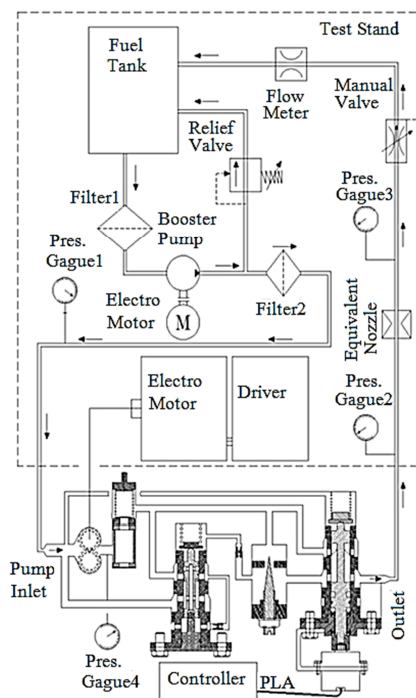 Test Stand
Fuel
Tank
Flow
Meter
Manual
Valve
Relief
Valve
Filter1
Booster
Pump
Pres.
Gague3
Pres.
Gague1
Electro
Motor
M
Filter2
Equivalent
Nozzle
Electro
Motor
Driver
Pres.
Gague2
Pump
Inlet
Outlet
Pres.
Gague4
Controller
PLA